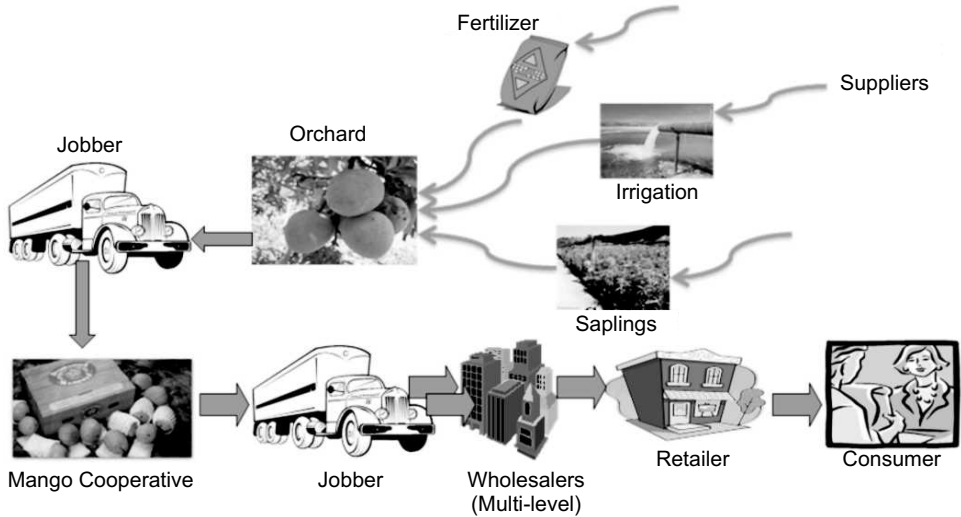 Fertilizer
Suppliers
Orchard
Jobber
Irrigation
Saplings
Mango Cooperative
Jobber
Wholesalers
(Multi-level)
Retailer
Consumer